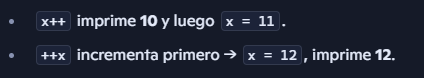 • x++ imprime 10 y luego x = 11.
• ++x incrementa primero → x = 12, imprime 12.